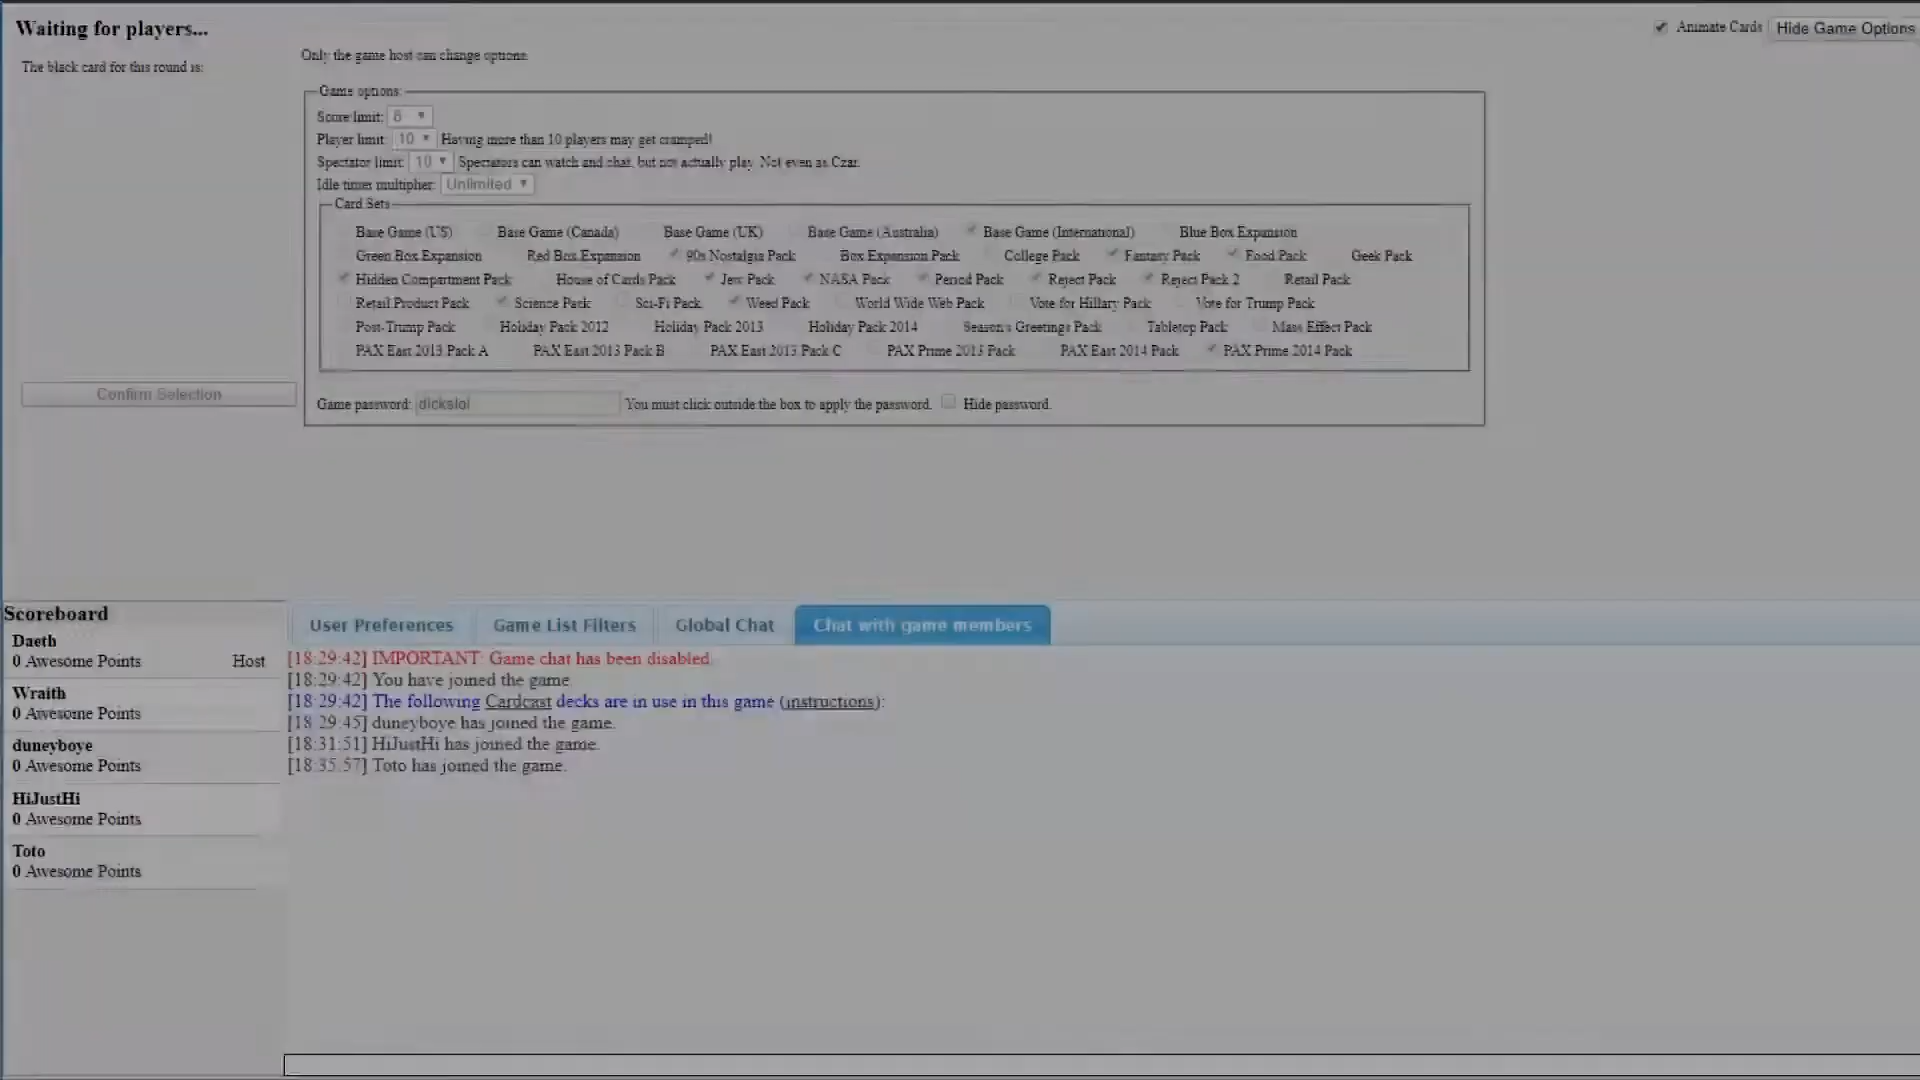 Waiting for players...
Animate Cards
Hide Game Options
The black card for this round is:
Only the game host can change options.
Game options:
Score limit: 8
Player limit: 10 Having more than 10 players may get cramped!
Spectator limit: 10 Spectators can watch and chat, but not actually play. Not even as Czar.
Idle timer multiplier: Unlimited
Card Sets
Base Game (US) Base Game (Canada) Base Game (UK) Base Game (Australia) Base Game (International) Blue Box Expansion
Green Box Expansion Red Box Expansion 90s Nostalgia Pack Box Expansion Pack College Pack Fantasy Pack Food Pack Geek Pack
Hidden Compartment Pack House of Cards Pack Jew Pack NASA Pack Period Pack Reject Pack Reject Pack 2 Retail Pack
Retail Product Pack Science Pack Sci-Fi Pack Weed Pack World Wide Web Pack Vote for Hillary Pack Vote for Trump Pack
Post-Trump Pack Holiday Pack 2012 Holiday Pack 2013 Holiday Pack 2014 Season's Greetings Pack Tabletop Pack Mass Effect Pack
PAX East 2013 Pack A PAX East 2013 Pack B PAX East 2013 Pack C PAX Prime 2013 Pack PAX East 2014 Pack PAX Prime 2014 Pack
Confirm Selection
Game password: dickslol You must click outside the box to apply the password. Hide password.
Scoreboard
Daeth
0 Awesome Points Host
Wraith
0 Awesome Points
duneyboye
0 Awesome Points
HiJustHi
0 Awesome Points
Toto
0 Awesome Points
User Preferences Game List Filters Global Chat Chat with game members
[18:29:42] IMPORTANT: Game chat has been disabled.
[18:29:42] You have joined the game.
[18:29:42] The following Cardcast decks are in use in this game (instructions):
[18:29:45] duneyboye has joined the game.
[18:31:51] HiJustHi has joined the game.
[18:35:57] Toto has joined the game.